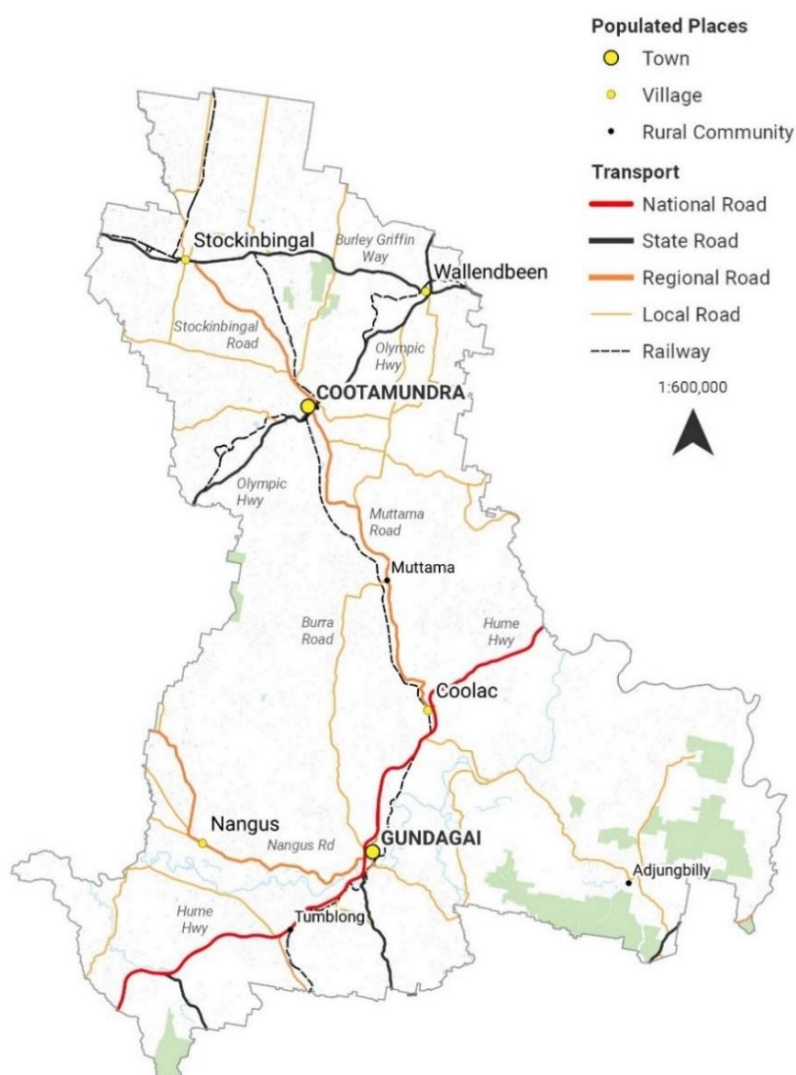 Populated Places
Town
Village
Rural Community
Transport
National Road
State Road
Regional Road
Local Road
Railway
1:600,000
Stockinbingal
Burley Griffin
Way
Wallendbeen
Stockinbingal
Road
Olympic
Hwy
COOTAMUNDRA
Olympic
Hwy
Muttama
Road
Muttama
Burra
Road
Hume
Hwy
Coolac
Nangus
Nangus Rd
GUNDAGAI
Adjungbilly
Hume
Hwy
Tumblong